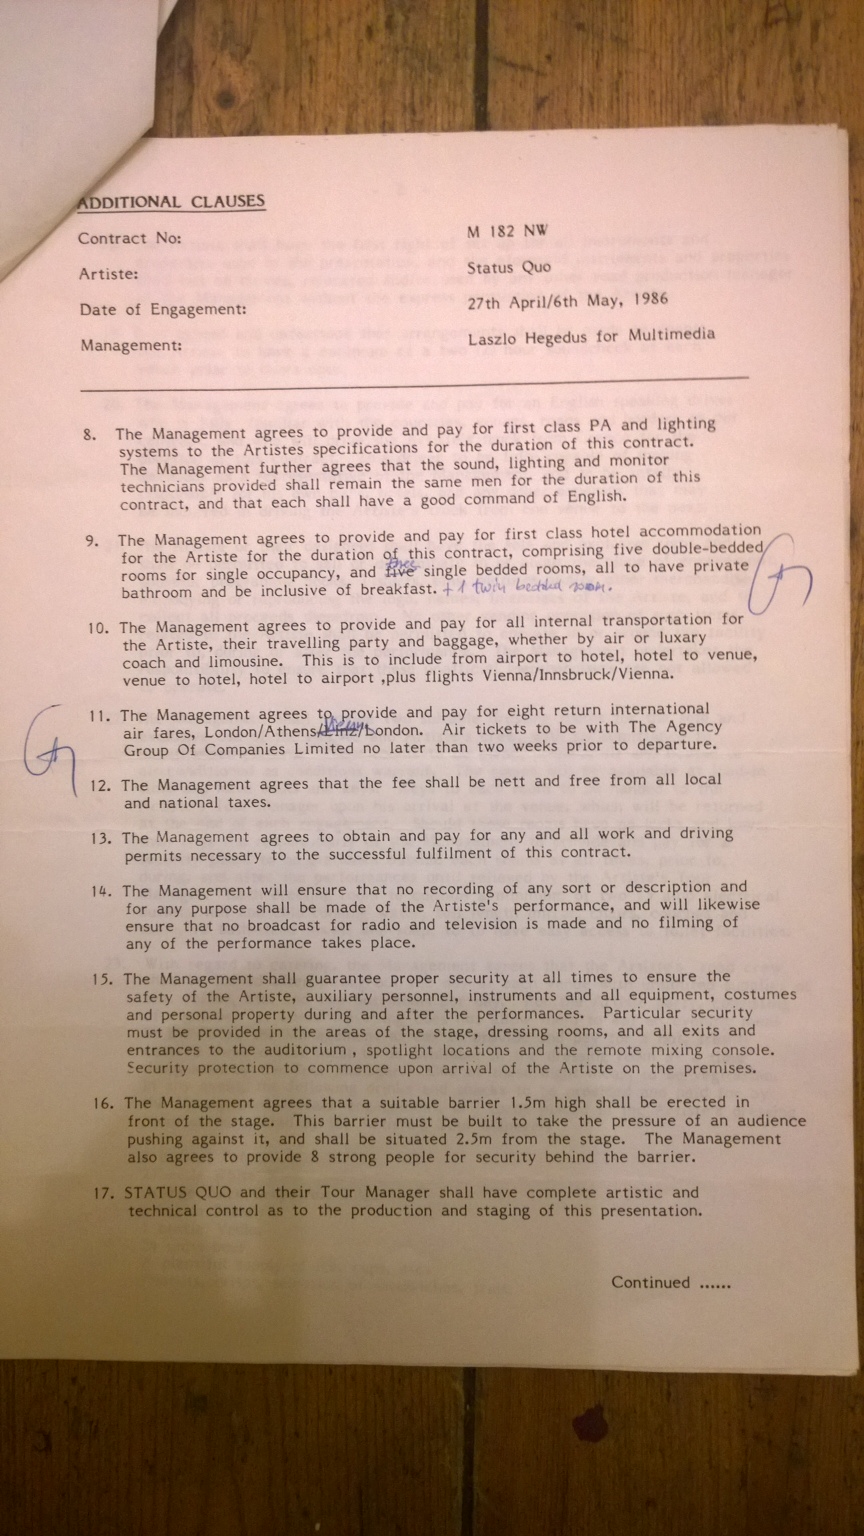 ADDITIONAL CLAUSES
Contract No: M 182 NW
Artiste: Status Quo
Date of Engagement: 27th April/6th May, 1986
Management: Laszlo Hegedus for Multimedia
8. The Management agrees to provide and pay for first class PA and lighting
systems to the Artistes specifications for the duration of this contract.
The Management further agrees that the sound, lighting and monitor
technicians provided shall remain the same men for the duration of this
contract, and that each shall have a good command of English.
9. The Management agrees to provide and pay for first class hotel accommodation
for the Artiste for the duration of this contract, comprising five double-bedded
three
rooms for single occupancy, and five single bedded rooms, all to have private
bathroom and be inclusive of breakfast. + 1 twin bedded room.
10. The Management agrees to provide and pay for all internal transportation for
the Artiste, their travelling party and baggage, whether by air or luxary
coach and limousine. This is to include from airport to hotel, hotel to venue,
venue to hotel, hotel to airport ,plus flights Vienna/Innsbruck/Vienna.
11. The Management agrees to provide and pay for eight return international
air fares, London/Athens/ /London. Air tickets to be with The Agency
Group Of Companies Limited no later than two weeks prior to departure.
12. The Management agrees that the fee shall be nett and free from all local
and national taxes.
13. The Management agrees to obtain and pay for any and all work and driving
permits necessary to the successful fulfilment of this contract.
14. The Management will ensure that no recording of any sort or description and
for any purpose shall be made of the Artiste's performance, and will likewise
ensure that no broadcast for radio and television is made and no filming of
any of the performance takes place.
15. The Management shall guarantee proper security at all times to ensure the
safety of the Artiste, auxiliary personnel, instruments and all equipment, costumes
and personal property during and after the performances. Particular security
must be provided in the areas of the stage, dressing rooms, and all exits and
entrances to the auditorium , spotlight locations and the remote mixing console.
Security protection to commence upon arrival of the Artiste on the premises.
16. The Management agrees that a suitable barrier 1.5m high shall be erected in
front of the stage. This barrier must be built to take the pressure of an audience
pushing against it, and shall be situated 2.5m from the stage. The Management
also agrees to provide 8 strong people for security behind the barrier.
17. STATUS QUO and their Tour Manager shall have complete artistic and
technical control as to the production and staging of this presentation.
Continued ......